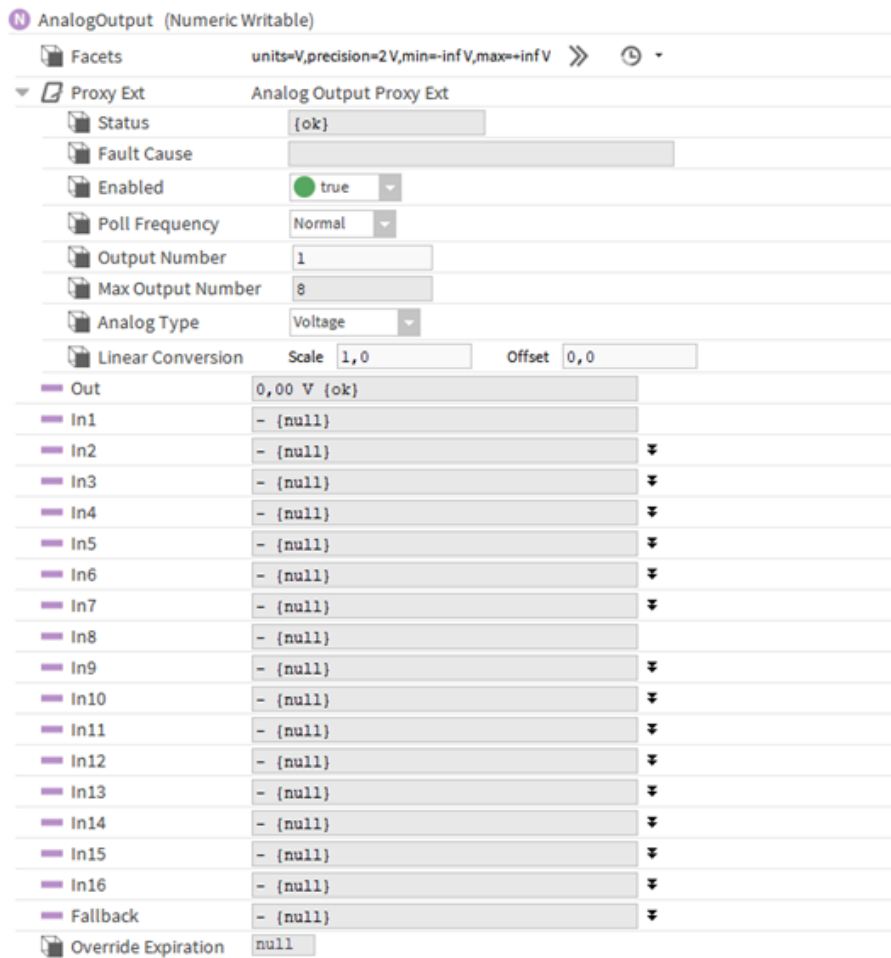 N AnalogOutput (Numeric Writable)
Facets units=V,precision=2 V,min=-inf V,max=+inf V
Proxy Ext Analog Output Proxy Ext
Status {ok}
Fault Cause
Enabled true
Poll Frequency Normal
Output Number 1
Max Output Number 8
Analog Type Voltage
Linear Conversion Scale 1,0 Offset 0,0
Out 0,00 V {ok}
In1 - {null}
In2 - {null}
In3 - {null}
In4 - {null}
In5 - {null}
In6 - {null}
In7 - {null}
In8 - {null}
In9 - {null}
In10 - {null}
In11 - {null}
In12 - {null}
In13 - {null}
In14 - {null}
In15 - {null}
In16 - {null}
Fallback - {null}
Override Expiration null